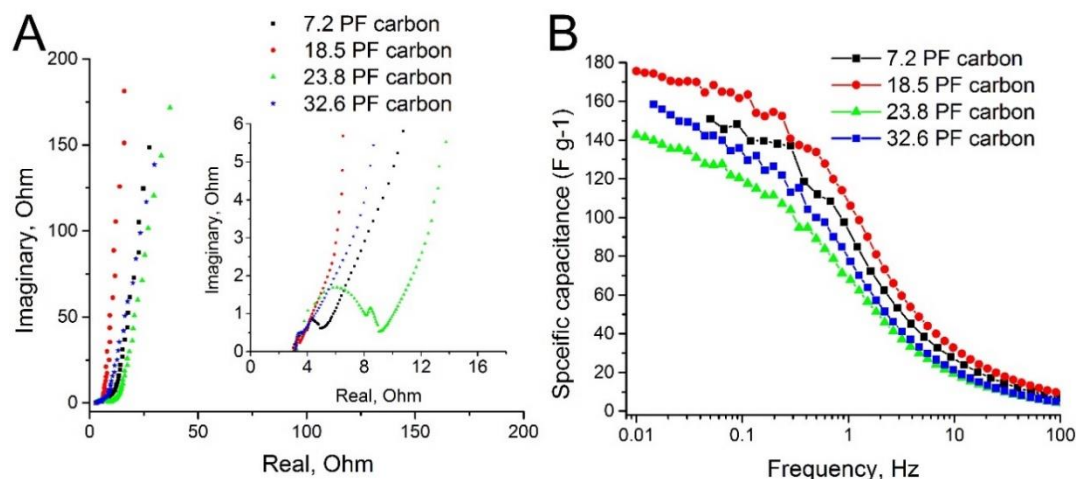 A
7.2 PF carbon
18.5 PF carbon
23.8 PF carbon
32.6 PF carbon
200
150
100
50
0
Imaginary, Ohm
0
50
100
150
200
Real, Ohm
6
5
4
3
2
1
0
Imaginary, Ohm
0
4
8
12
16
Real, Ohm
B
7.2 PF carbon
18.5 PF carbon
23.8 PF carbon
32.6 PF carbon
180
160
140
120
100
80
60
40
20
0
Spceific capacitance (F g-1)
0.01
0.1
1
10
100
Frequency, Hz